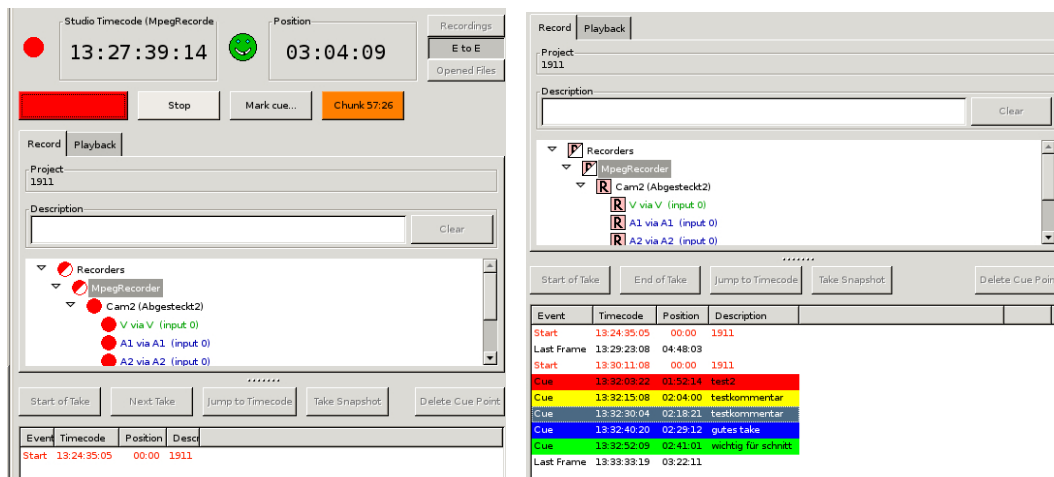 Studio Timecode (MpegRecorde
Position
Recordings
13:27:39:14
03:04:09
E to E
Opened Files
Stop
Mark cue...
Chunk 57:26
Record
Playback
Project
1911
Description
Clear
Recorders
MpegRecorder
Cam2 (Abgesteckt2)
V via V (input 0)
A1 via A1 (input 0)
A2 via A2 (input 0)
Start of Take
Next Take
Jump to Timecode
Take Snapshot
Delete Cue Point
Event Timecode Position Descr
Start 13:24:35:05 00:00 1911
Record
Playback
Project
1911
Description
Clear
R Recorders
R MpegRecorder
R Cam2 (Abgesteckt2)
R V via V (input 0)
R A1 via A1 (input 0)
R A2 via A2 (input 0)
Start of Take
End of Take
Jump to Timecode
Take Snapshot
Delete Cue Poin
Event Timecode Position Description
Start 13:24:35:05 00:00 1911
Last Frame 13:29:23:08 04:48:03
Start 13:30:11:08 00:00 1911
Cue 13:32:03:22 01:52:14 test2
Cue 13:32:15:08 02:04:00 testkommentar
Cue 13:32:30:04 02:18:21 testkommentar
Cue 13:32:40:20 02:29:12 gutes take
Cue 13:32:52:09 02:41:01 wichtig für schnitt
Last Frame 13:33:33:19 03:22:11